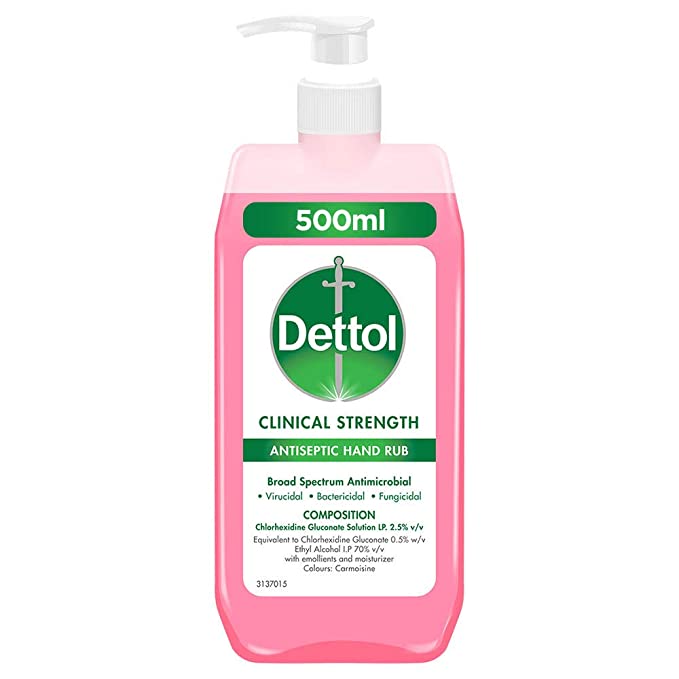 500ml
Dettol
CLINICAL STRENGTH
ANTISEPTIC HAND RUB
Broad Spectrum Antimicrobial
• Virucidal • Bactericidal • Fungicidal
COMPOSITION
Chlorhexidine Gluconate Solution I.P. 2.5% v/v
Equivalent to Chlorhexidine Gluconate 0.5% w/v
Ethyl Alcohol I.P 70% v/v
with emollients and moisturizer
Colours: Carmoisine
3137015